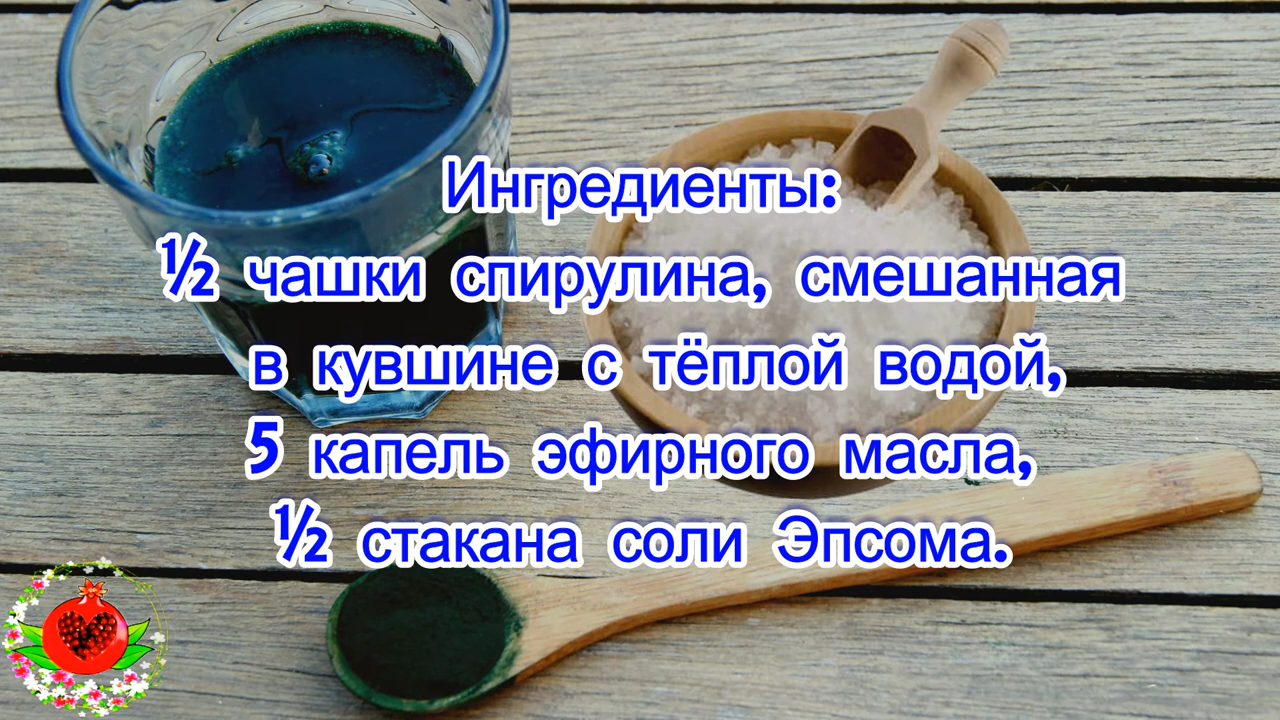 Ингредиенты:
½ чашки спирулина, смешанная
в кувшине с тёплой водой,
5 капель эфирного масла,
½ стакана соли Эпсома.